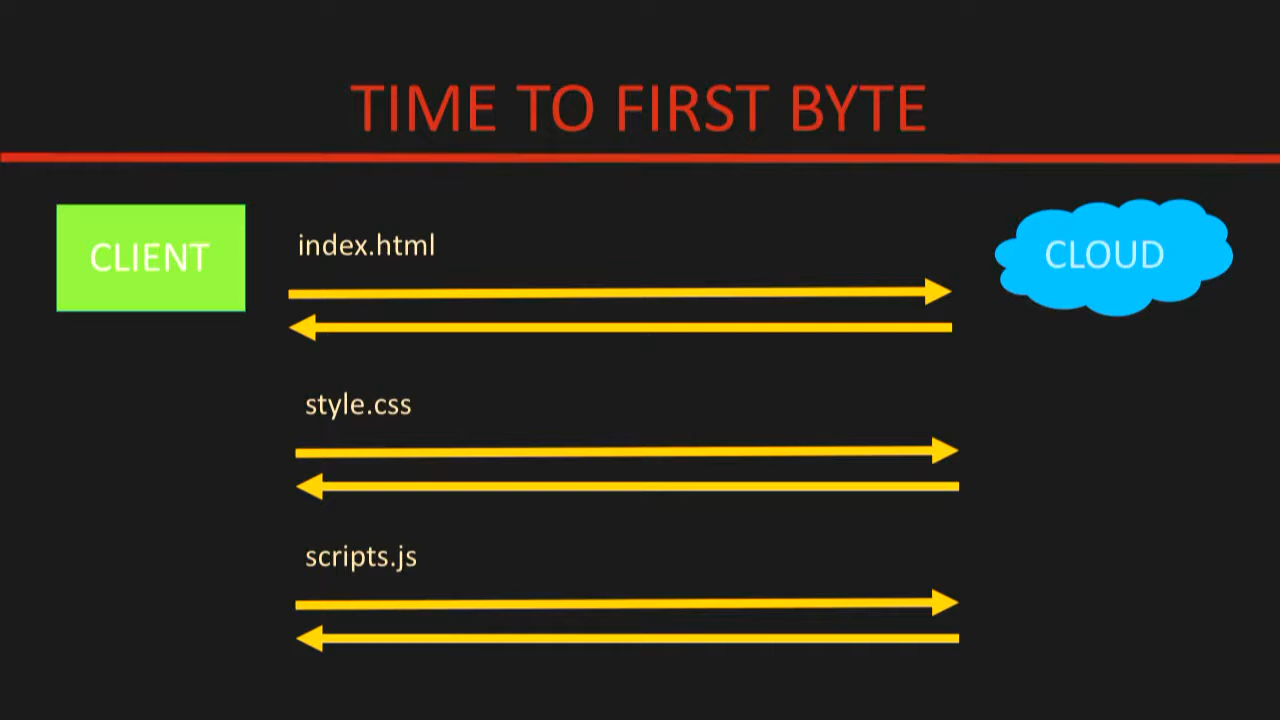 TIME TO FIRST BYTE
CLIENT
index.html
CLOUD
style.css
scripts.js